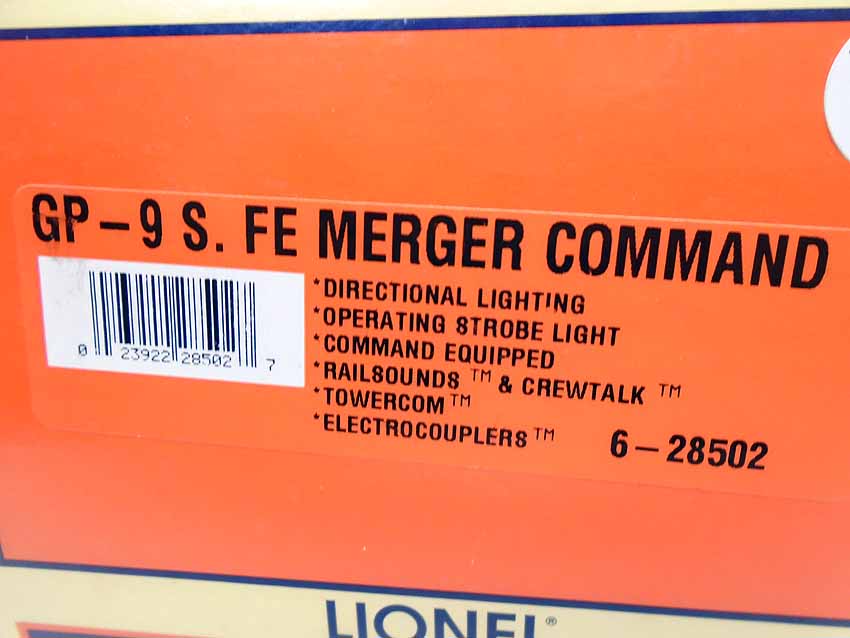 GP-9 S. FE MERGER COMMAND
*DIRECTIONAL LIGHTING
*OPERATING STROBE LIGHT
*COMMAND EQUIPPED
*RAILSOUNDS™ & CREWTALK™
*TOWERCOM™
*ELECTROCOUPLERS™
6-28502
0 23922 28502 7
LIONEL®